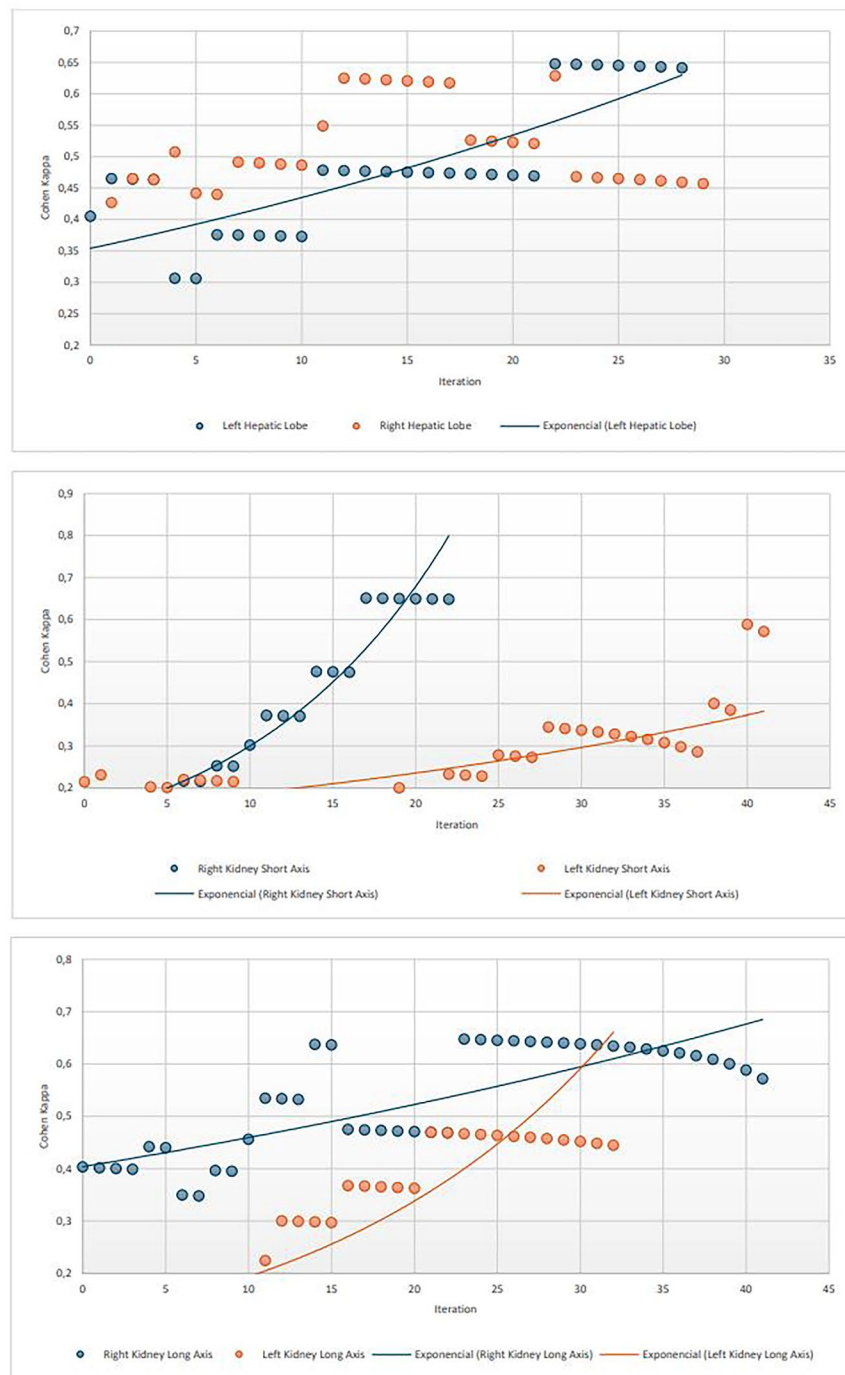 0,7
0,65
0,6
0,55
0,5
0,45
0,4
0,35
0,3
0,25
0,2
Cohen Kappa
0 5 10 15 20 25 30 35
Iteration
Left Hepatic Lobe Right Hepatic Lobe Exponencial (Left Hepatic Lobe)
0,9
0,8
0,7
0,6
0,5
0,4
0,3
0,2
Cohen Kappa
0 5 10 15 20 25 30 35 40 45
Iteration
Right Kidney Short Axis Left Kidney Short Axis
Exponencial (Right Kidney Short Axis) Exponencial (Left Kidney Short Axis)
0,8
0,7
0,6
0,5
0,4
0,3
0,2
Cohen Kappa
0 5 10 15 20 25 30 35 40 45
Iteration
Right Kidney Long Axis Left Kidney Long Axis Exponencial (Right Kidney Long Axis) Exponencial (Left Kidney Long Axis)